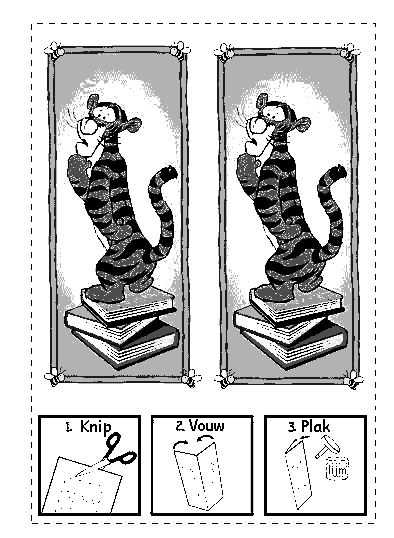 1. Knip
2. Vouw
3. Plak
lijm